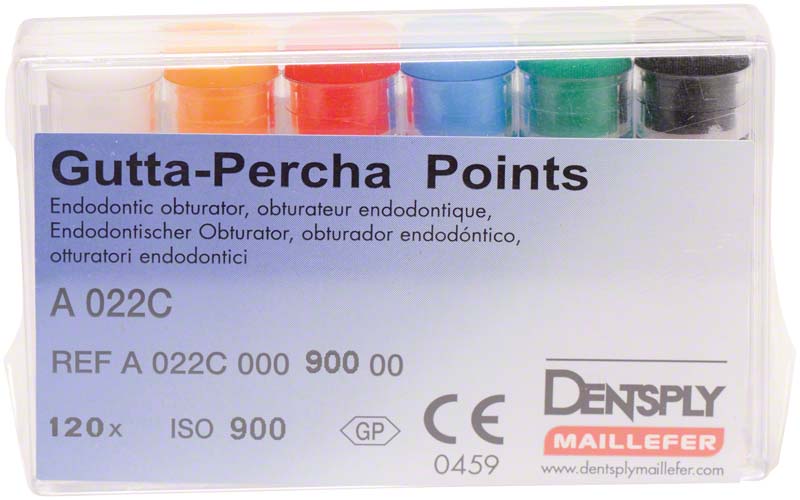 Gutta-Percha Points
Endodontic obturator, obturateur endodontique,
Endodontischer Obturator, obturador endodóntico,
otturatori endodontici
A 022C
REF A 022C 000 900 00
120x ISO 900 GP CE
0459
DENTSPLY
MAILLEFER
www.dentsplymaillefer.com